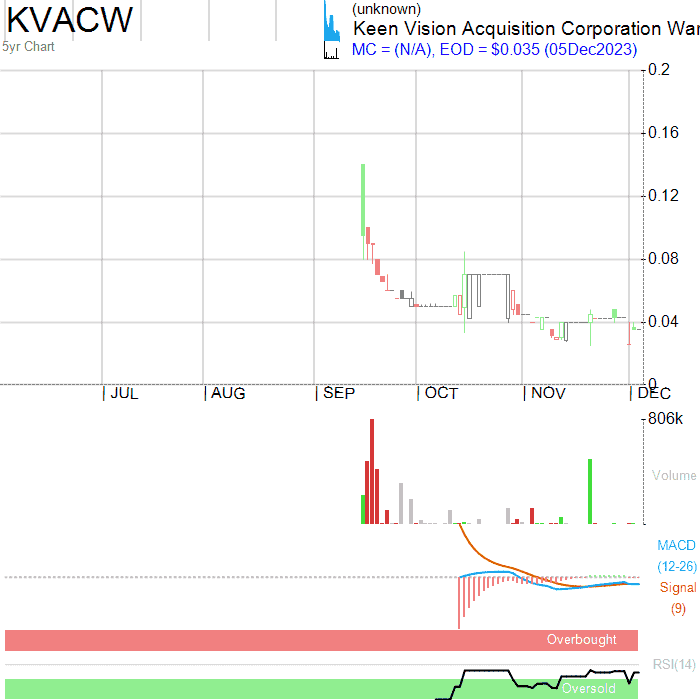 KVACW
5yr Chart
(unknown)
Keen Vision Acquisition Corporation War
MC = (N/A), EOD = $0.035 (05Dec2023)
0.2
0.16
0.12
0.08
0.04
0
JUL
AUG
SEP
OCT
NOV
DEC
806k
Volume
MACD
(12-26)
Signal
(9)
Overbought
RSI(14)
Oversold